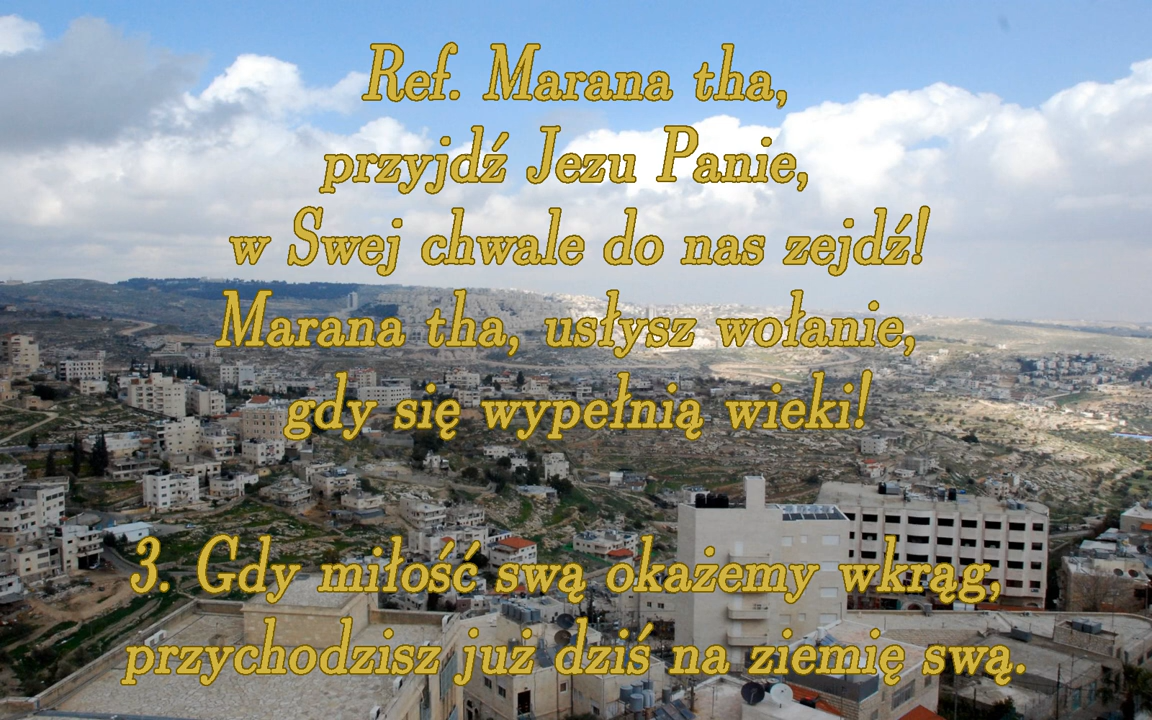 Ref. Marana tha,
przyjdź Jezu Panie,
w Swej chwale do nas zejdź!
Marana tha, usłysz wołanie,
gdy się wypełnią wieki!
3. Gdy miłość swą okażemy wkrąg,
przychodzisz już dziś na ziemię swą.